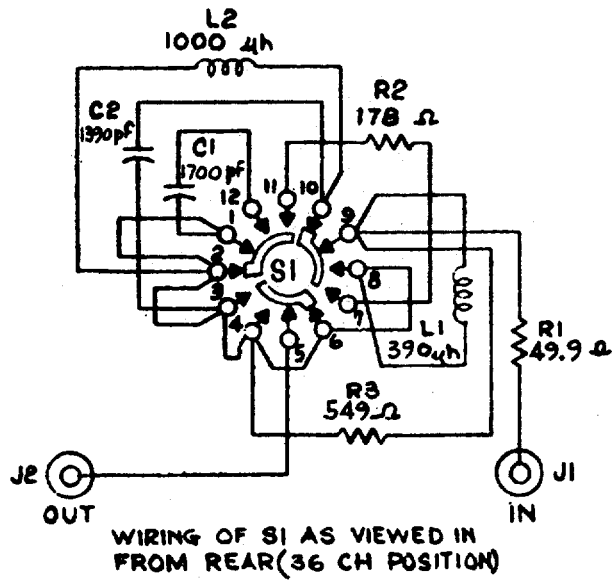 L2
1000 µh
C2
1390pf
C1
1700pf
R2
178 Ω
12
11
10
1
9
2
S1
8
3
7
4
5
6
L1
390µh
R1
49.9 Ω
R3
549Ω
J2
OUT
J1
IN
WIRING OF S1 AS VIEWED IN
FROM REAR(36 CH POSITION)